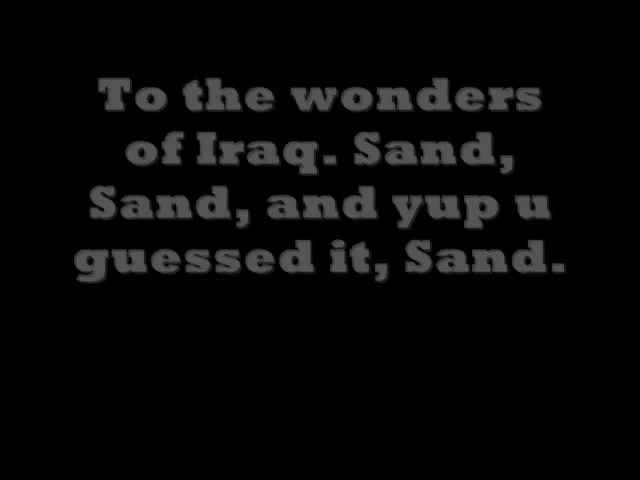 To the wonders
of Iraq. Sand,
Sand, and yup u
guessed it, Sand.